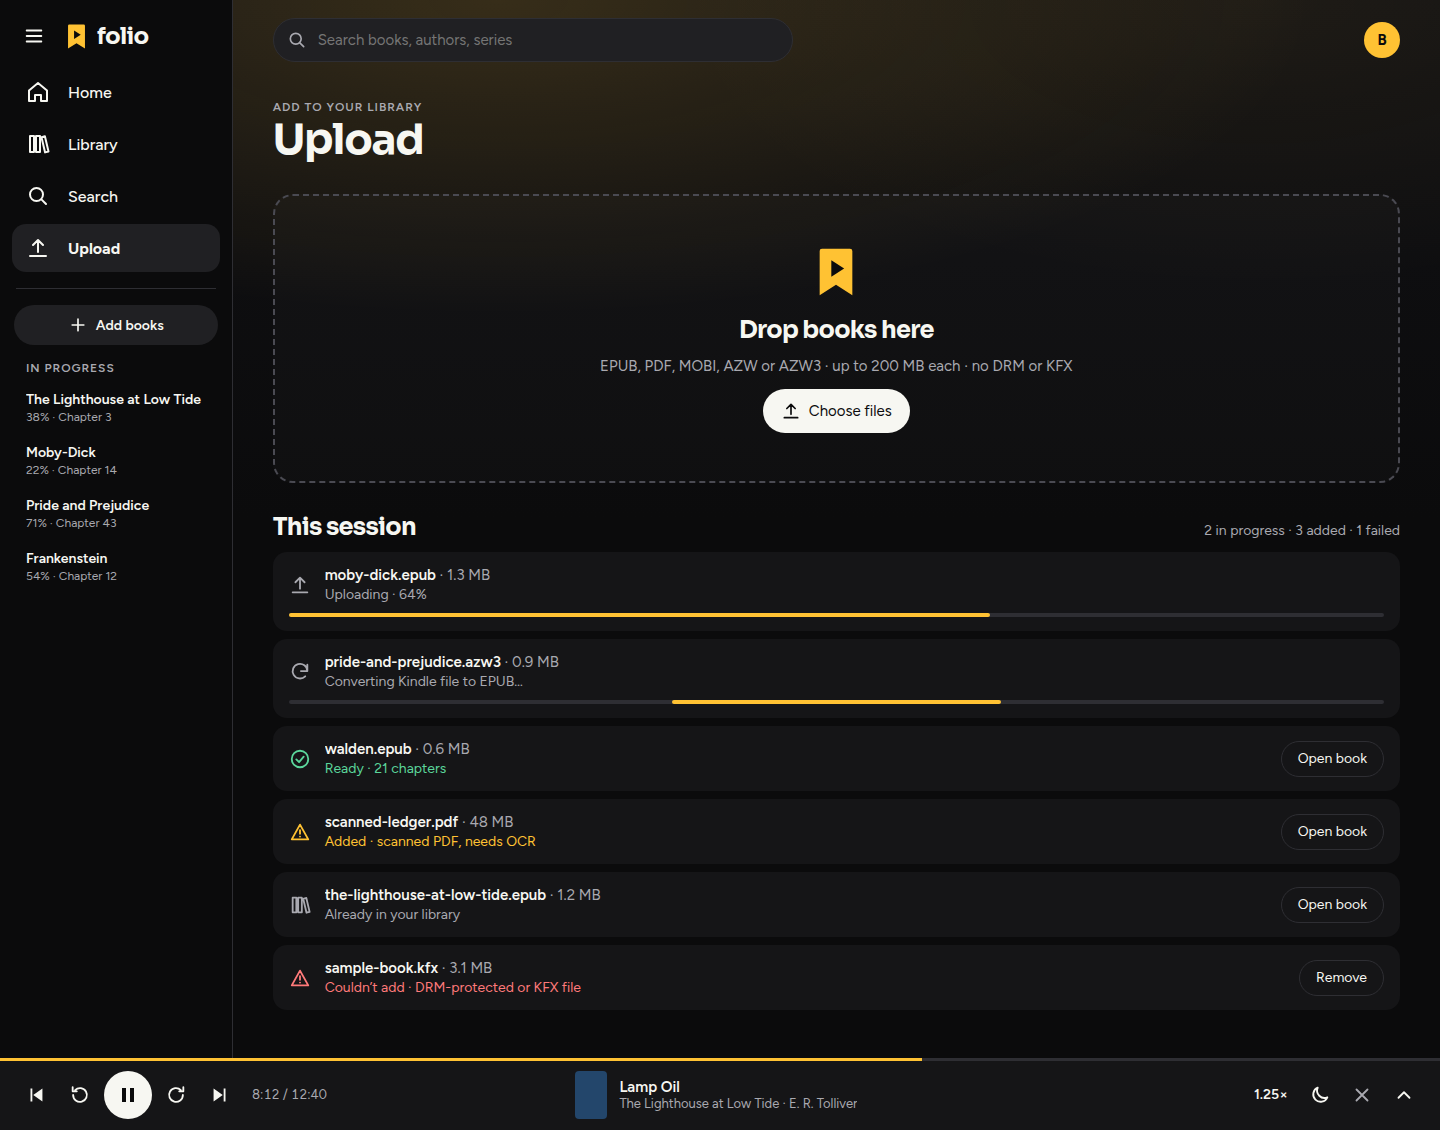 folio
Search books, authors, series
B
Home
Library
Search
Upload
Add books
IN PROGRESS
The Lighthouse at Low Tide
38% · Chapter 3
Moby-Dick
22% · Chapter 14
Pride and Prejudice
71% · Chapter 43
Frankenstein
54% · Chapter 12
ADD TO YOUR LIBRARY
Upload
Drop books here
EPUB, PDF, MOBI, AZW or AZW3 · up to 200 MB each · no DRM or KFX
Choose files
This session
2 in progress · 3 added · 1 failed
moby-dick.epub · 1.3 MB
Uploading · 64%
pride-and-prejudice.azw3 · 0.9 MB
Converting Kindle file to EPUB…
walden.epub · 0.6 MB
Ready · 21 chapters
Open book
scanned-ledger.pdf · 48 MB
Added · scanned PDF, needs OCR
Open book
the-lighthouse-at-low-tide.epub · 1.2 MB
Already in your library
Open book
sample-book.kfx · 3.1 MB
Couldn’t add · DRM-protected or KFX file
Remove
8:12 / 12:40
Lamp Oil
The Lighthouse at Low Tide · E. R. Tolliver
1.25×